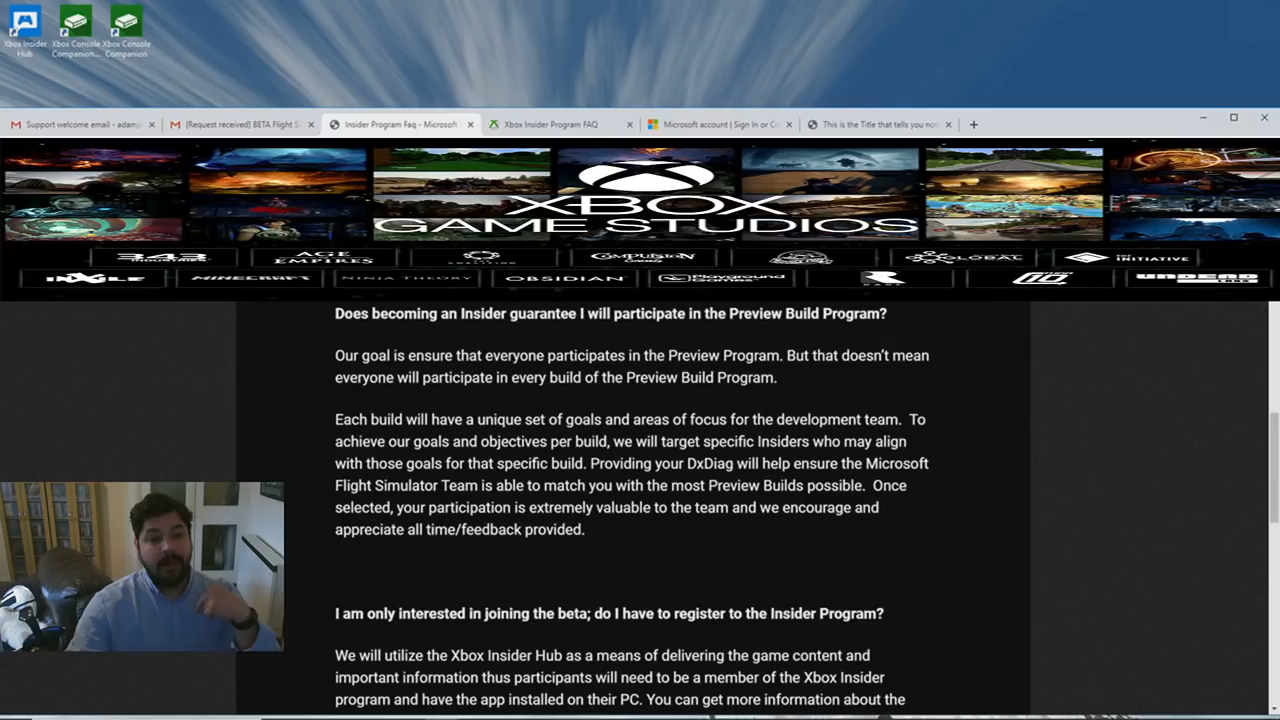 Xbox Insider Hub
Xbox Console Companion...
Xbox Console Companion
Support welcome email - adam
[Request received] BETA Flight S
Insider Program Faq - Microsoft
Xbox Insider Program FAQ
Microsoft account | Sign In or Cr
This is the Title that tells you no
XBOX
GAME STUDIOS
343
AGE EMPIRES
COMPULSION GAMES
GLOBAL
THE INITIATIVE
INXILE
MINECRAFT
NINJA THEORY
OBSIDIAN
Playground Games
RARE
UNDEAD LABS
Does becoming an Insider guarantee I will participate in the Preview Build Program?
Our goal is ensure that everyone participates in the Preview Program. But that doesn't mean
everyone will participate in every build of the Preview Build Program.
Each build will have a unique set of goals and areas of focus for the development team. To
achieve our goals and objectives per build, we will target specific Insiders who may align
with those goals for that specific build. Providing your DxDiag will help ensure the Microsoft
Flight Simulator Team is able to match you with the most Preview Builds possible. Once
selected, your participation is extremely valuable to the team and we encourage and
appreciate all time/feedback provided.
I am only interested in joining the beta; do I have to register to the Insider Program?
We will utilize the Xbox Insider Hub as a means of delivering the game content and
important information thus participants will need to be a member of the Xbox Insider
program and have the app installed on their PC. You can get more information about the